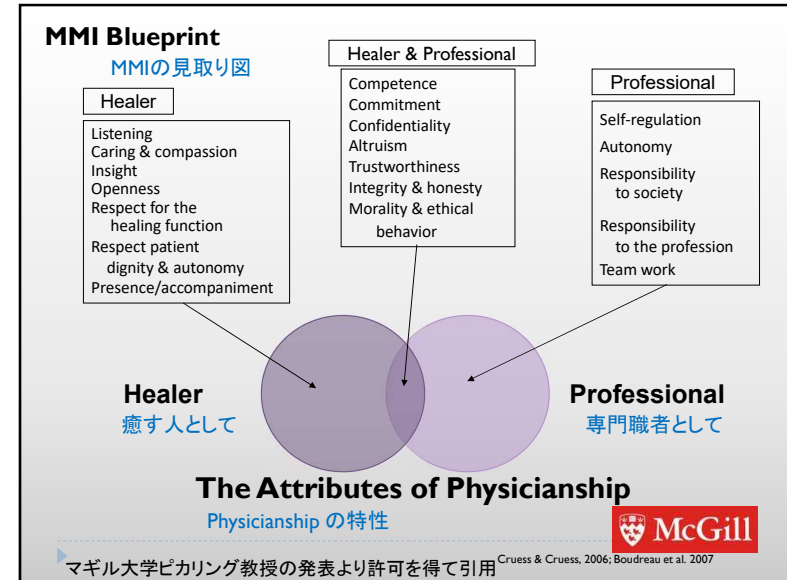 MMI Blueprint
MMIの見取り図
Healer
Listening
Caring & compassion
Insight
Openness
Respect for the
healing function
Respect patient
dignity & autonomy
Presence/accompaniment
Healer & Professional
Competence
Commitment
Confidentiality
Altruism
Trustworthiness
Integrity & honesty
Morality & ethical
behavior
Professional
Self-regulation
Autonomy
Responsibility
to society
Responsibility
to the profession
Team work
Healer
癒す人として
Professional
専門職者として
The Attributes of Physicianship
Physicianship の特性
McGill
マギル大学ピカリング教授の発表より許可を得て引用 Cruess & Cruess, 2006; Boudreau et al. 2007